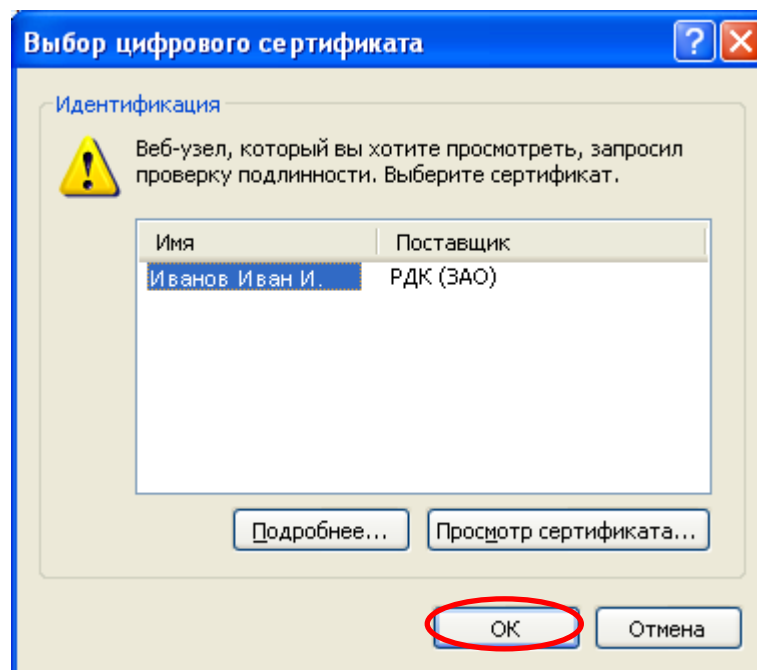 Выбор цифрового сертификата
Идентификация
Веб-узел, который вы хотите просмотреть, запросил
проверку подлинности. Выберите сертификат.
Имя Поставщик
Иванов Иван И. РДК (ЗАО)
Подробнее... Просмотр сертификата...
ОК Отмена